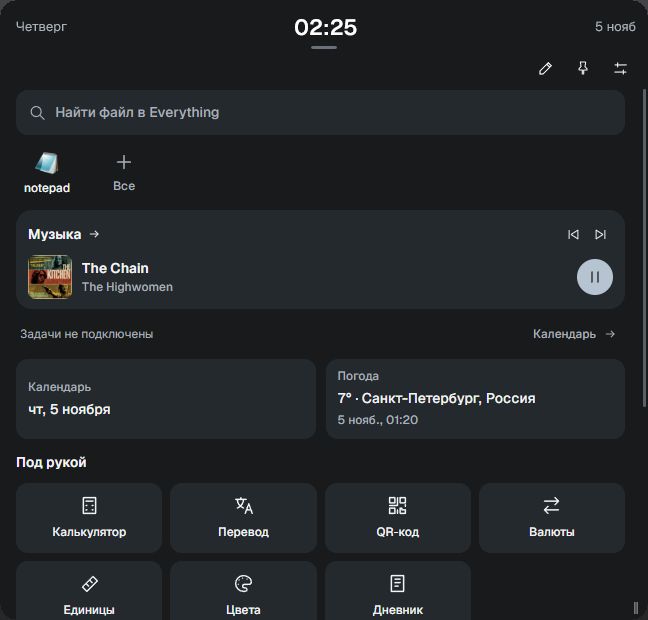 Четверг
02:25
5 нояб
Найти файл в Everything
notepad
Все
Музыка →
THE KITCHEN
The Chain
The Highwomen
Задачи не подключены
Календарь →
Календарь
чт, 5 ноября
Погода
7° · Санкт-Петербург, Россия
5 нояб., 01:20
Под рукой
Калькулятор
Перевод
QR-код
Валюты
Единицы
Цвета
Дневник